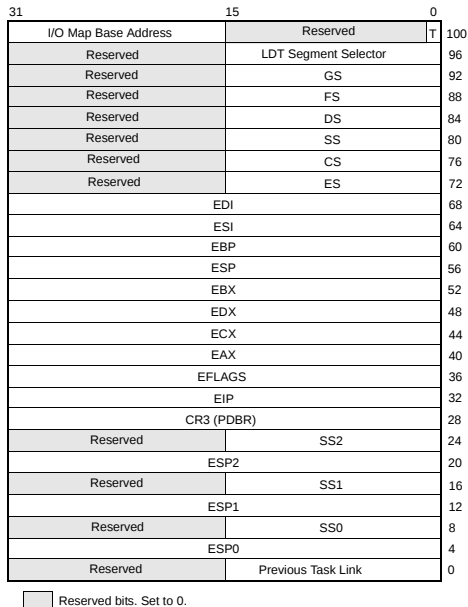 31 15 0
I/O Map Base Address Reserved T 100
Reserved LDT Segment Selector 96
Reserved GS 92
Reserved FS 88
Reserved DS 84
Reserved SS 80
Reserved CS 76
Reserved ES 72
EDI 68
ESI 64
EBP 60
ESP 56
EBX 52
EDX 48
ECX 44
EAX 40
EFLAGS 36
EIP 32
CR3 (PDBR) 28
Reserved SS2 24
ESP2 20
Reserved SS1 16
ESP1 12
Reserved SS0 8
ESP0 4
Reserved Previous Task Link 0
Reserved bits. Set to 0.